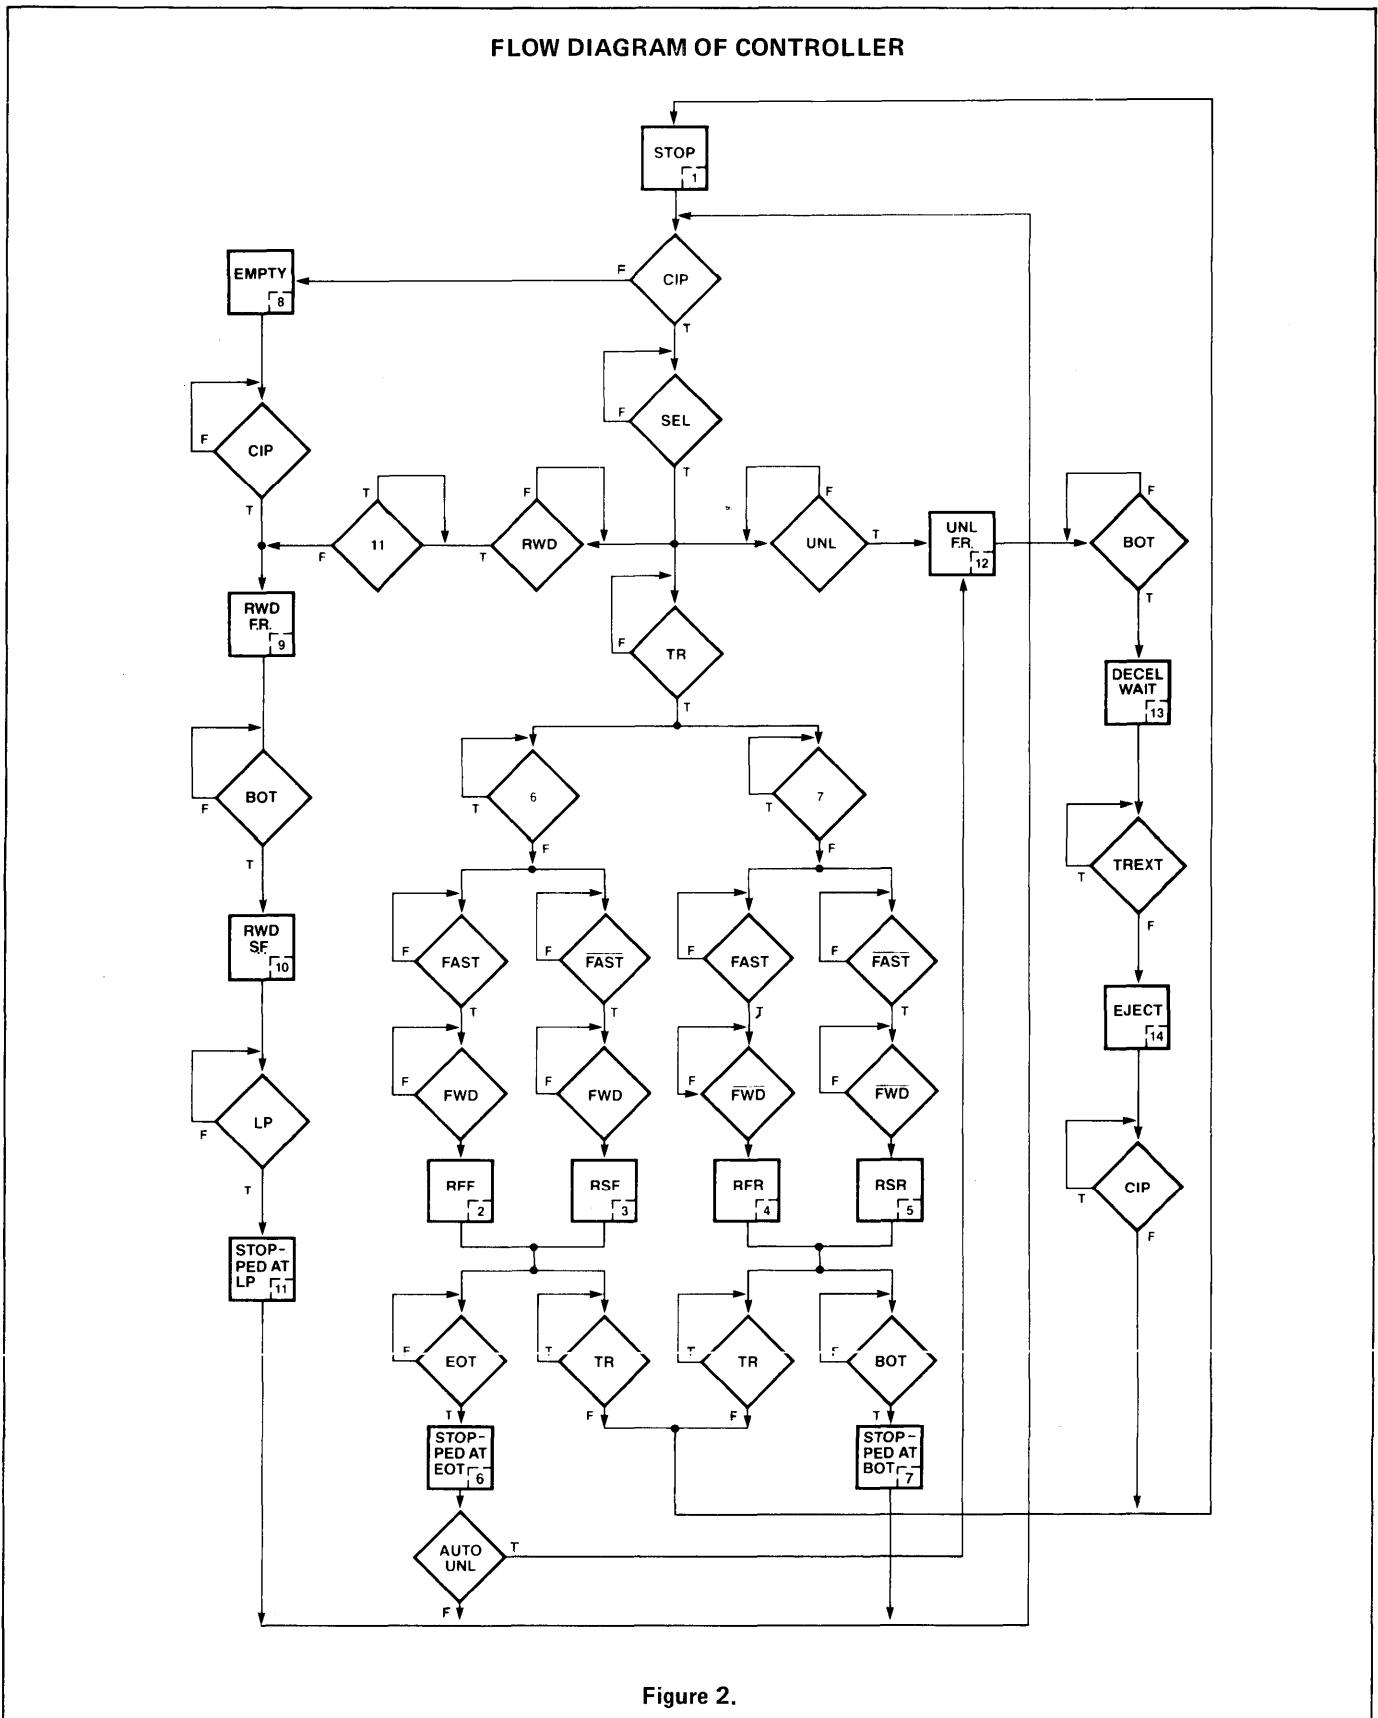 FLOW DIAGRAM OF CONTROLLER
STOP
1
CIP
F
T
EMPTY
8
CIP
F
T
SEL
F
T
11
T
F
RWD
F
T
UNL
F
T
UNL
F.R.
12
BOT
F
T
RWD
F.R.
9
TR
F
T
DECEL
WAIT
13
BOT
F
T
6
T
F
7
T
F
TREXT
T
F
RWD
SF.
10
FAST
F
T
FAST
F
T
FAST
F
T
FAST
F
T
EJECT
14
LP
F
T
FWD
F
FWD
F
FWD
F
FWD
F
CIP
T
F
RFF
2
RSF
3
RFR
4
RSR
5
STOP-
PED AT
LP
11
EOT
F
T
TR
T
F
TR
T
F
BOT
F
T
STOP-
PED AT
EOT
6
STOP-
PED AT
BOT
7
AUTO
UNL
T
F
Figure 2.